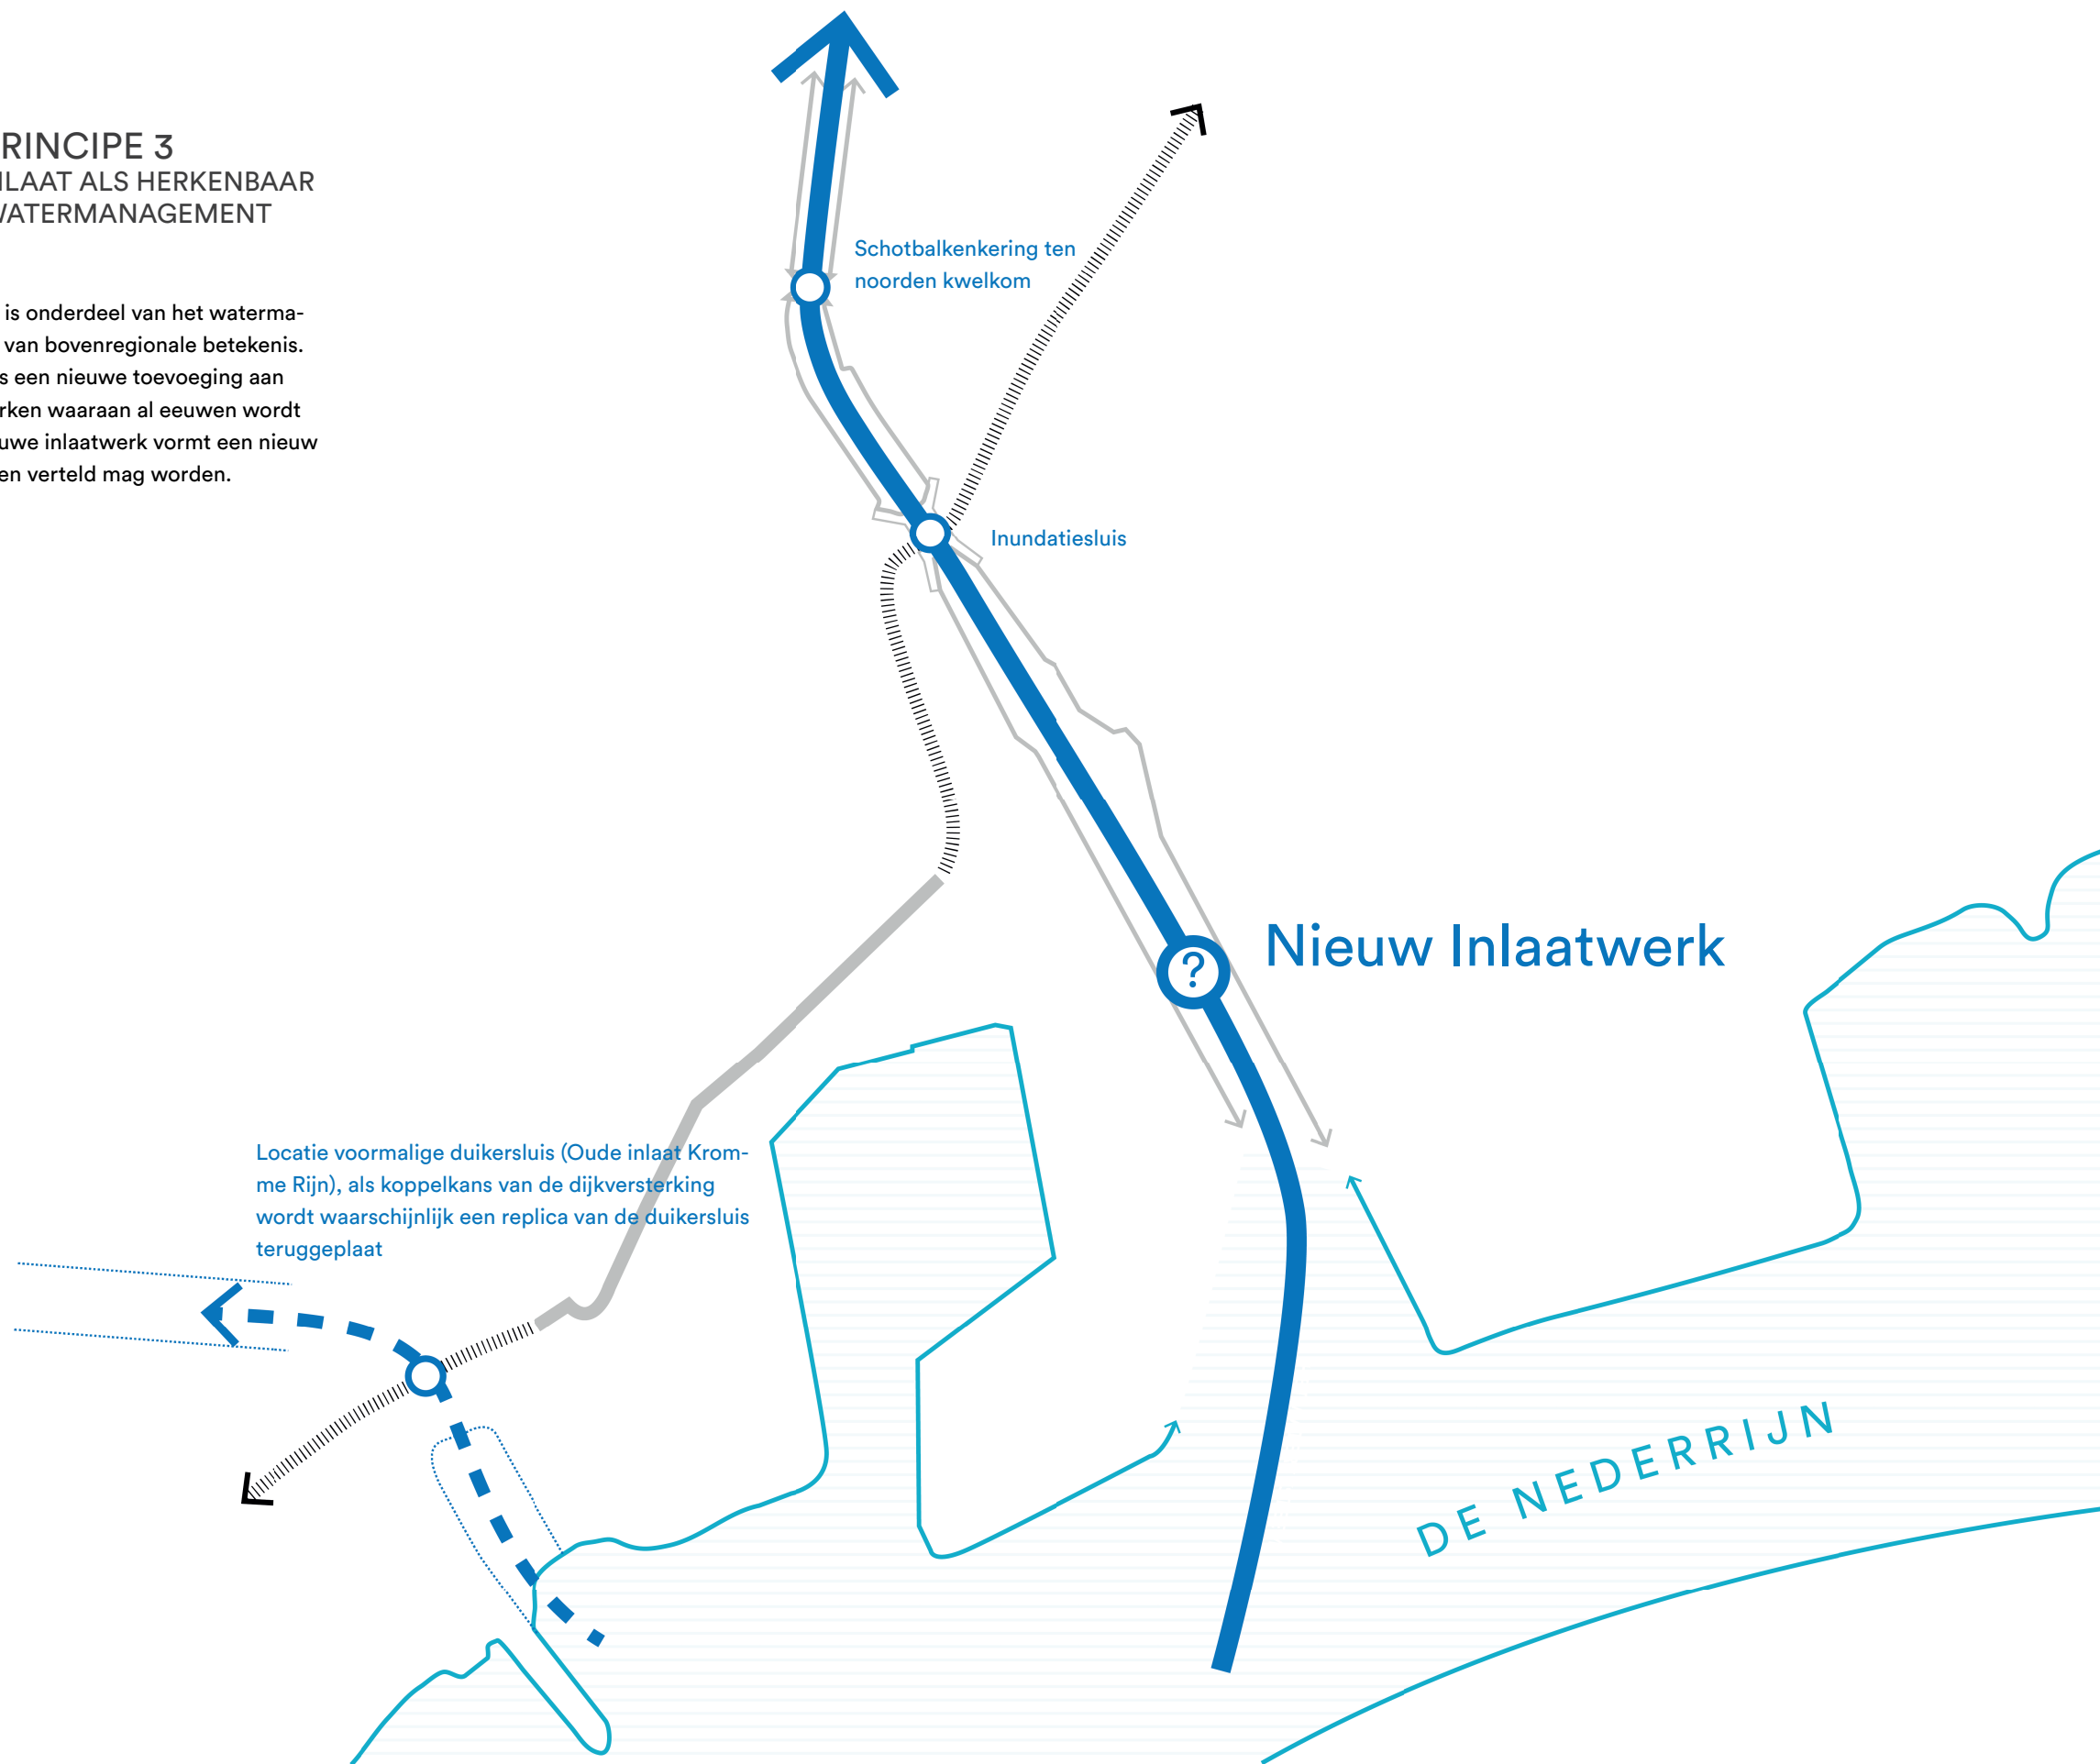 RINCIPE 3
NLAAT ALS HERKENBAAR
WATERMANAGEMENT
is onderdeel van het waterma-
van bovenregionale betekenis.
s een nieuwe toevoeging aan
rken waaraan al eeuwen wordt
uwe inlaatwerk vormt een nieuw
en verteld mag worden.
Schotbalkenkering ten
noorden kwelkom
Inundatiesluis
Nieuw Inlaatwerk
?
Locatie voormalige duikersluis (Oude inlaat Krom-
me Rijn), als koppelkans van de dijkversterking
wordt waarschijnlijk een replica van de duikersluis
teruggeplaat
DE NEDERRIJN